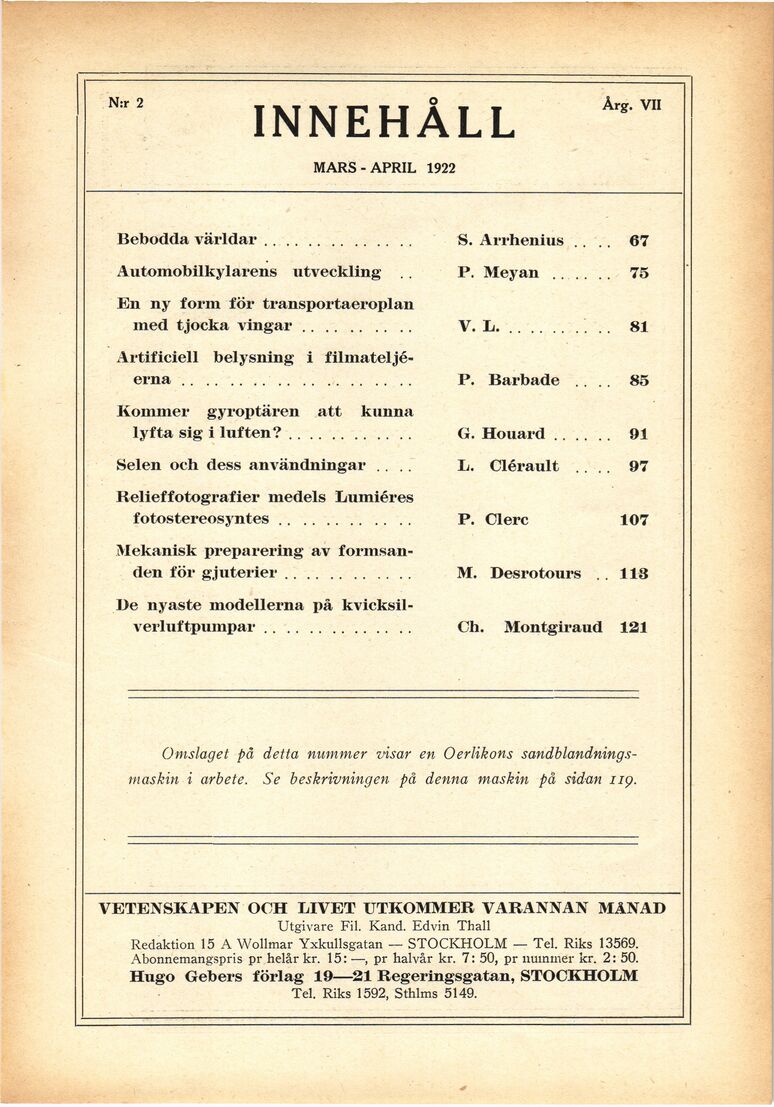 N:r 2 Årg. VII
INNEHÅLL
MARS - APRIL 1922
Bebodda världar .. .. .. .. .. .. .. S. Arrhenius .. .. 67
Automobilkylarens utveckling .. P. Meyan .. .. .. 75
En ny form för transportaeroplan
med tjocka vingar .. .. .. .. .. V. L. .. .. .. .. .. 81
Artificiell belysning i filmateljé-
erna .. .. .. .. .. .. .. .. .. .. .. P. Barbade .. .. 85
Kommer gyroptären att kunna
lyfta sig i luften? .. .. .. .. .. .. G. Houard .. .. .. 91
Selen och dess användningar .. .. L. Clérault .. .. 97
Relieffotografier medels Lumiéres
fotostereosyntes .. .. .. .. .. .. P. Clerc 107
Mekanisk preparering av formsan-
den för gjuterier .. .. .. .. .. .. M. Desrotours .. 113
De nyaste modellerna på kvicksil-
verluftpumpar .. .. .. .. .. .. .. Ch. Montgiraud 121
Omslaget på detta nummer visar en Oerlikons sandblandnings-
maskin i arbete. Se beskrivningen på denna maskin på sidan 119.
VETENSKAPEN OCH LIVET UTKOMMER VARANNAN MÅNAD
Utgivare Fil. Kand. Edvin Thall
Redaktion 15 A Wollmar Yxkullsgatan — STOCKHOLM — Tel. Riks 13569.
Abonnemangspris pr helår kr. 15: —, pr halvår kr. 7: 50, pr nummer kr. 2: 50.
Hugo Gebers förlag 19—21 Regeringsgatan, STOCKHOLM
Tel. Riks 1592, Sthlms 5149.